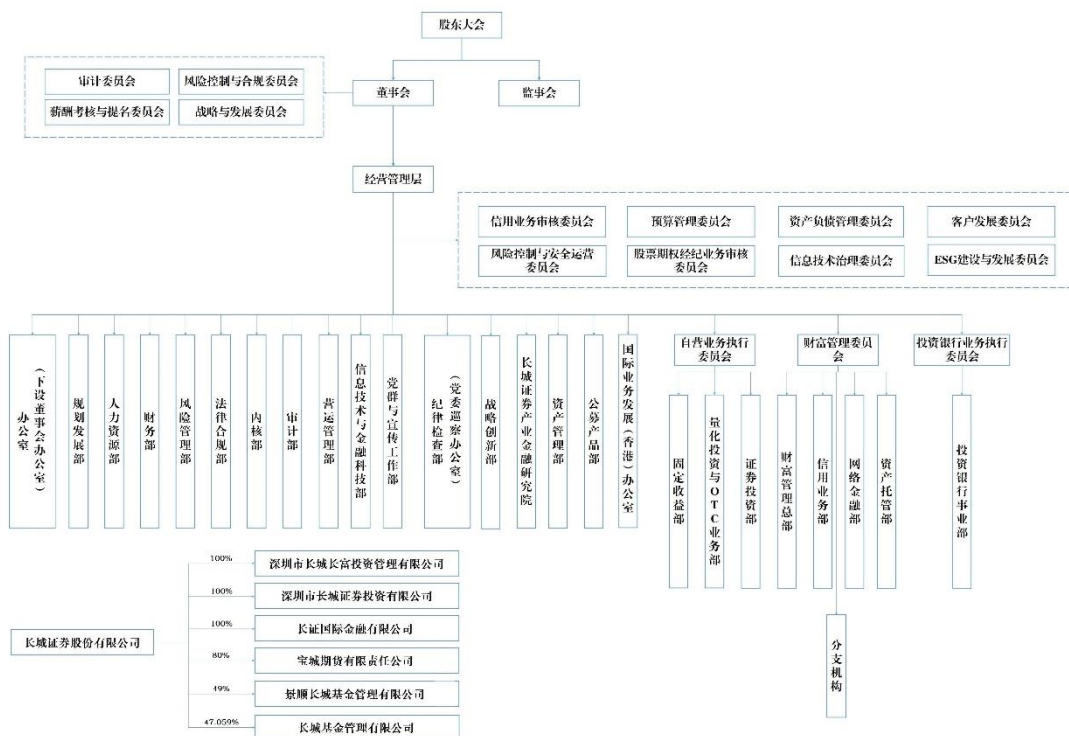 股东大会
审计委员会
风险控制与合规委员会
薪酬考核与提名委员会
战略与发展委员会
董事会
监事会
经营管理层
信用业务审核委员会
预算管理委员会
资产负债管理委员会
客户发展委员会
风险控制与安全运营
委员会
股票期权经纪业务审核
委员会
信息技术治理委员会
ESG建设与发展委员会
办公室
（下设董事会办公室）
规划发展部
人力资源部
财务部
风险管理部
法律合规部
内核部
审计部
营运管理部
信息技术与金融科技部
党群与宣传工作部
纪律检查部
（党委巡察办公室）
战略创新部
长城证券产业金融研究院
资产管理部
公募产品部
国际业务发展（香港）办公室
自营业务执行
委员会
固定收益部
量化投资与OTC业务部
证券投资部
财富管理委员
会
财富管理总部
信用业务部
网络金融部
资产托管部
分支机构
投资银行业务执行
委员会
投资银行事业部
长城证券股份有限公司
100%
深圳市长城长富投资管理有限公司
100%
深圳市长城证券投资有限公司
100%
长证国际金融有限公司
80%
宝城期货有限责任公司
49%
景顺长城基金管理有限公司
47.059%
长城基金管理有限公司